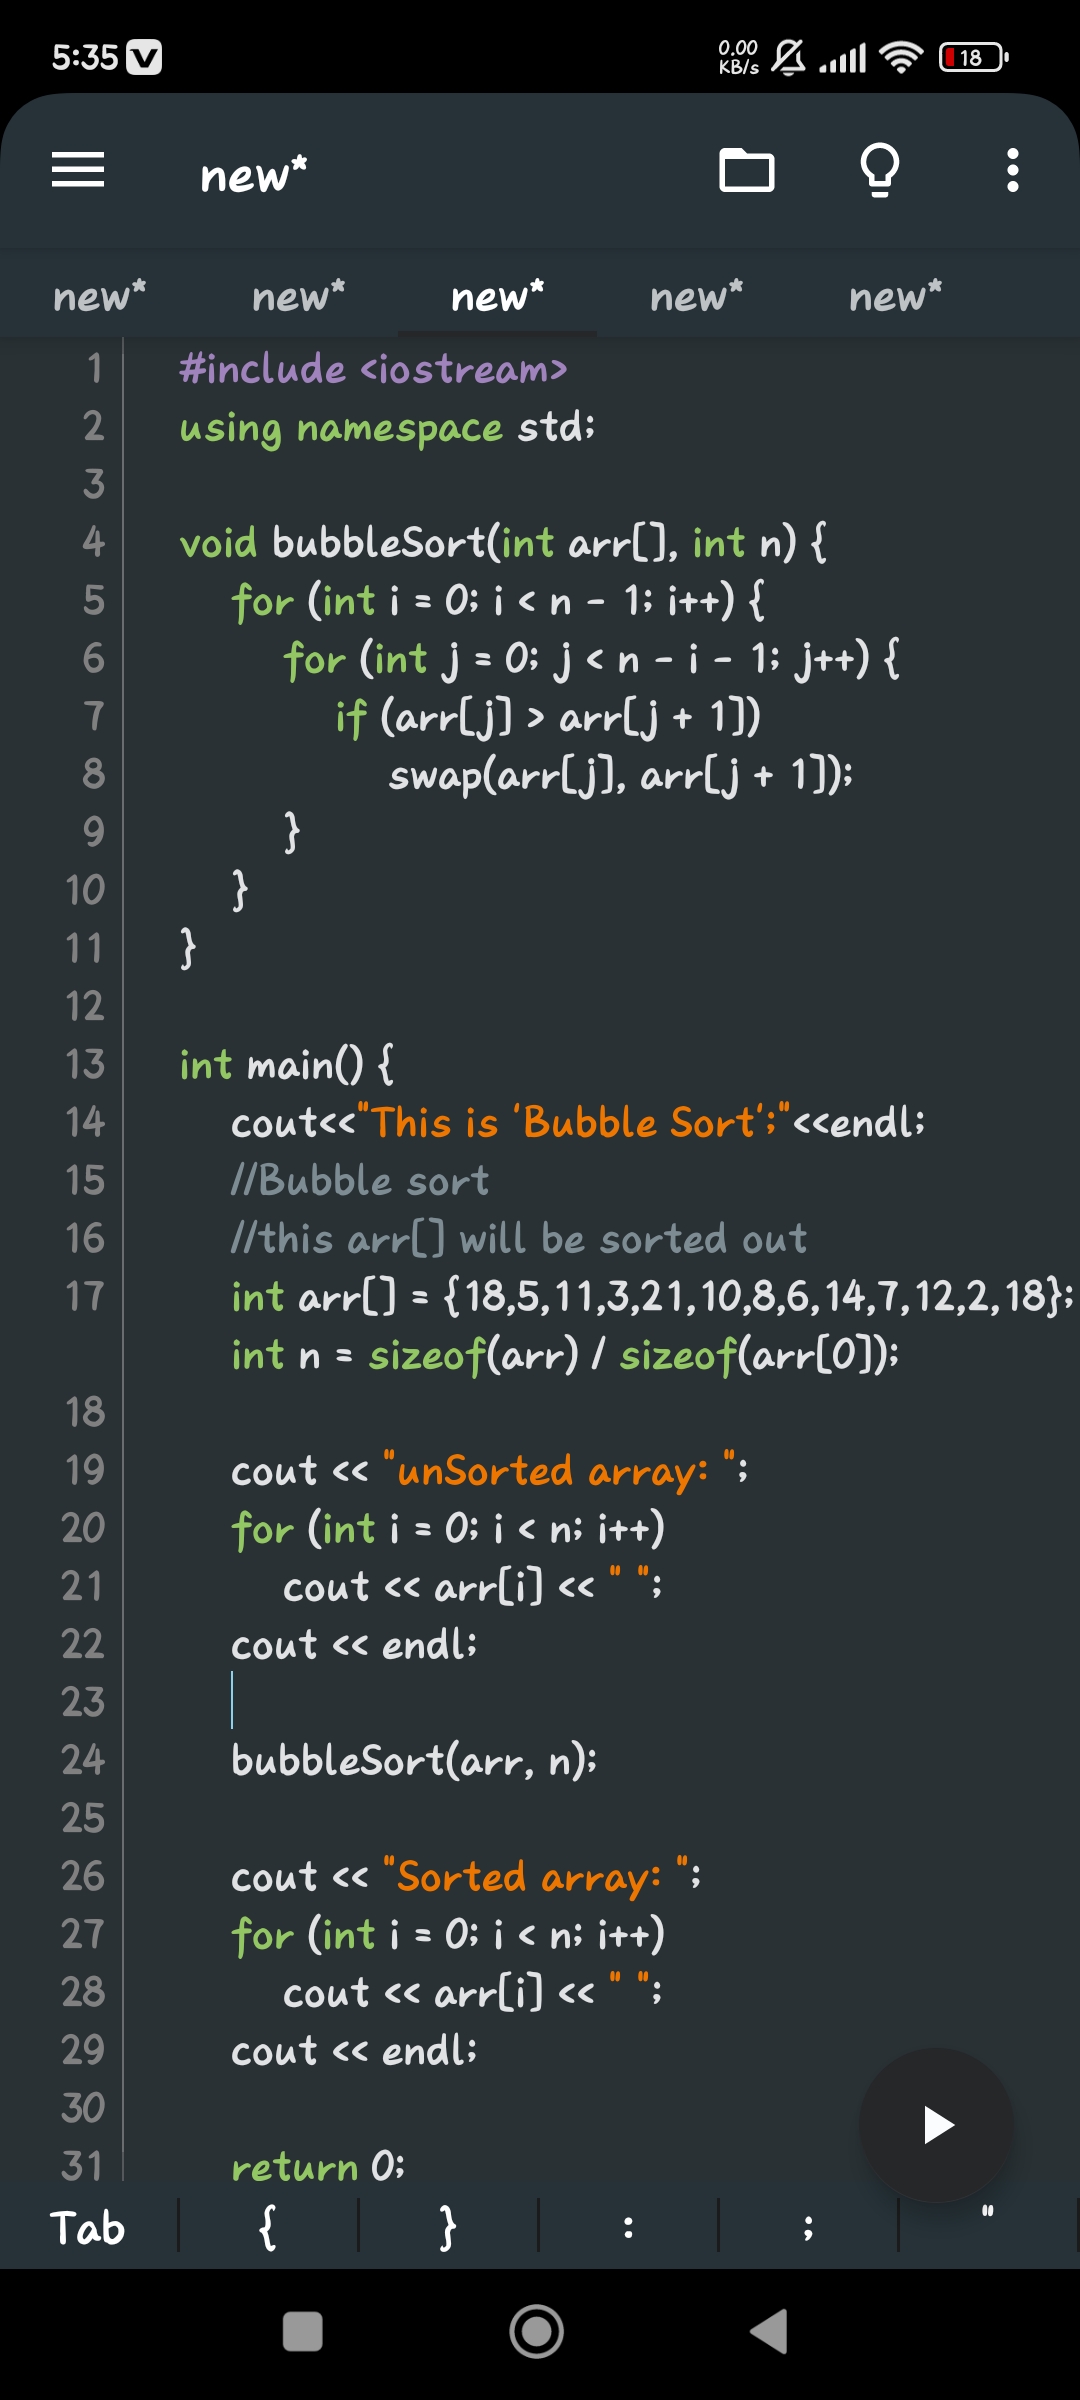 5:35 V 0.00 KB/s 18
new*
new* new* new* new* new*
1 #include <iostream>
2 using namespace std;
3
4 void bubbleSort(int arr[], int n) {
5 for (int i = 0; i < n - 1; i++) {
6 for (int j = 0; j < n - i - 1; j++) {
7 if (arr[j] > arr[j + 1])
8 swap(arr[j], arr[j + 1]);
9 }
10 }
11 }
12
13 int main() {
14 cout<<"This is 'Bubble Sort';"<<endl;
15 //Bubble sort
16 //this arr[] will be sorted out
17 int arr[] = {18,5,11,3,21,10,8,6,14,7,12,2,18};
int n = sizeof(arr) / sizeof(arr[0]);
18
19 cout << "unSorted array: ";
20 for (int i = 0; i < n; i++)
21 cout << arr[i] << " ";
22 cout << endl;
23
24 bubbleSort(arr, n);
25
26 cout << "Sorted array: ";
27 for (int i = 0; i < n; i++)
28 cout << arr[i] << " ";
29 cout << endl;
30
31 return 0;
Tab { } : ; "